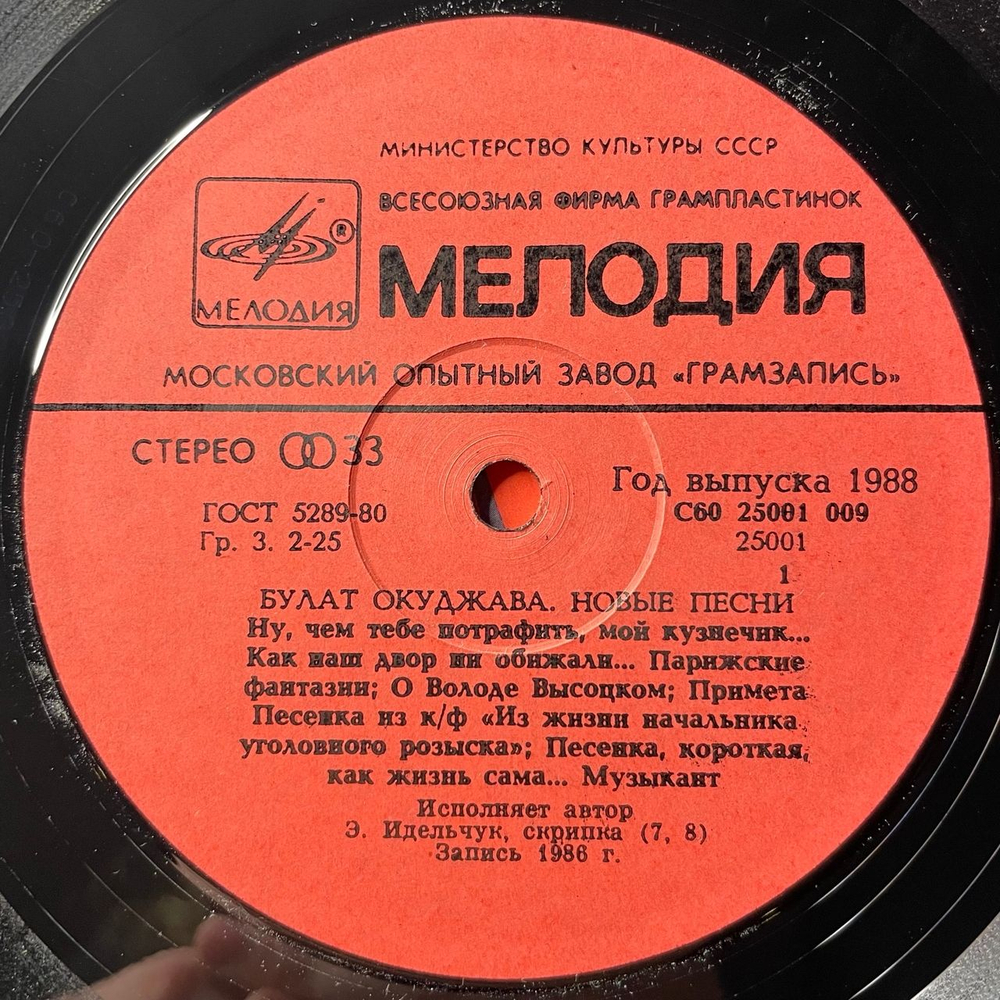 МИНИСТЕРСТВО КУЛЬТУРЫ СССР
ВСЕСОЮЗНАЯ ФИРМА ГРАМПЛАСТИНОК
®
МЕЛОДИЯ
МЕЛОДИЯ
МОСКОВСКИЙ ОПЫТНЫЙ ЗАВОД «ГРАМЗАПИСЬ»
СТЕРЕО 33
Год выпуска 1988
ГОСТ 5289-80
С60 25001 009
Гр. 3. 2-25
25001
1
БУЛАТ ОКУДЖАВА. НОВЫЕ ПЕСНИ
Ну, чем тебе потрафить, мой кузнечик...
Как наш двор ни обижали... Парижские
фантазии; О Володе Высоцком; Примета
Песенка из к/ф «Из жизни начальника
уголовного розыска»; Песенка, короткая,
как жизнь сама... Музыкант
Исполняет автор
Э. Идельчук, скрипка (7, 8)
Запись 1986 г.